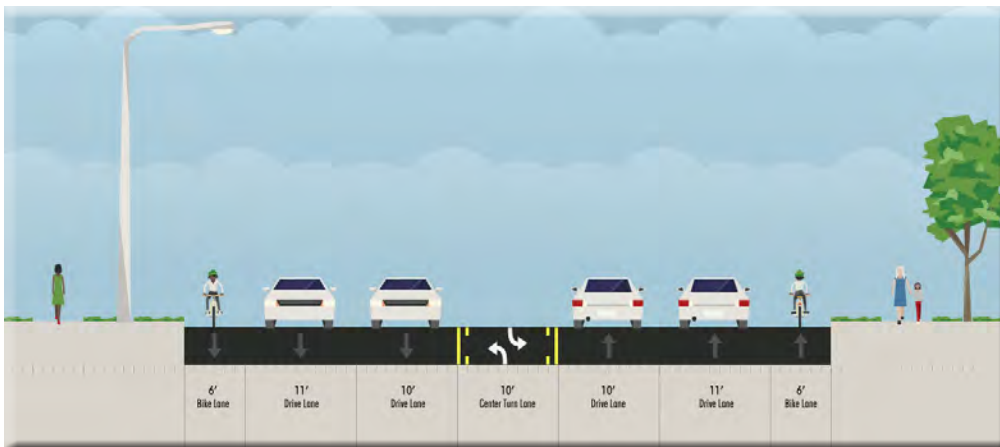 6’
Bike Lane
11’
Drive Lane
10’
Drive Lane
10’
Center Turn Lane
10’
Drive Lane
11’
Drive Lane
6’
Bike Lane